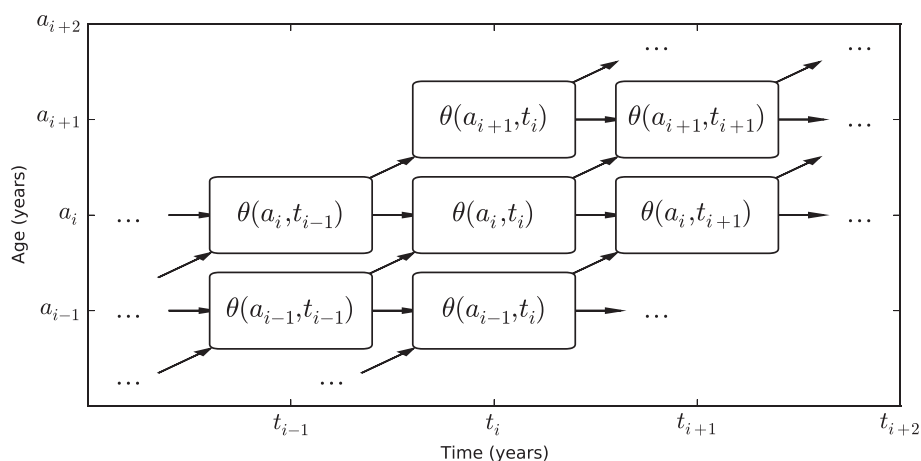 a_{i+2}
...
...
a_{i+1}
θ(a_{i+1},t_i)
θ(a_{i+1},t_{i+1})
...
a_i
...
θ(a_i,t_{i−1})
θ(a_i,t_i)
θ(a_i,t_{i+1})
...
a_{i−1}
...
θ(a_{i−1},t_{i−1})
θ(a_{i−1},t_i)
...
...
...
Age (years)
t_{i−1}
t_i
t_{i+1}
t_{i+2}
Time (years)